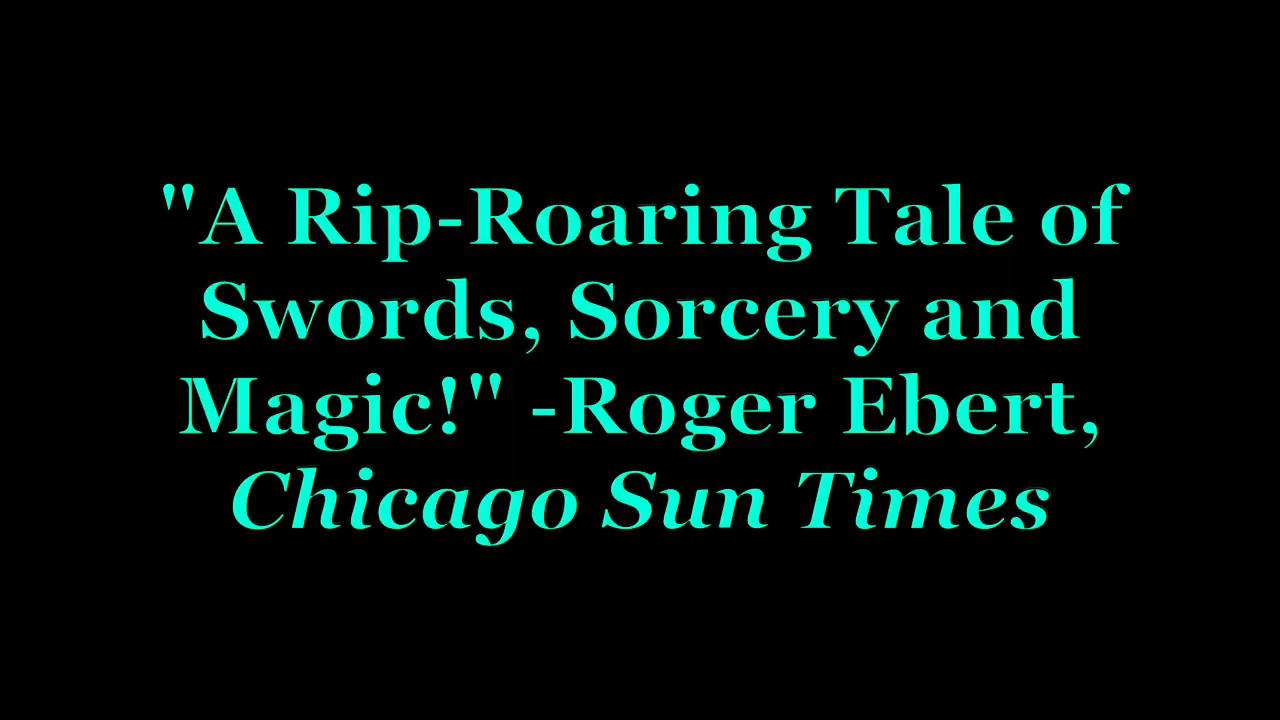 "A Rip-Roaring Tale of
Swords, Sorcery and
Magic!" -Roger Ebert,
Chicago Sun Times